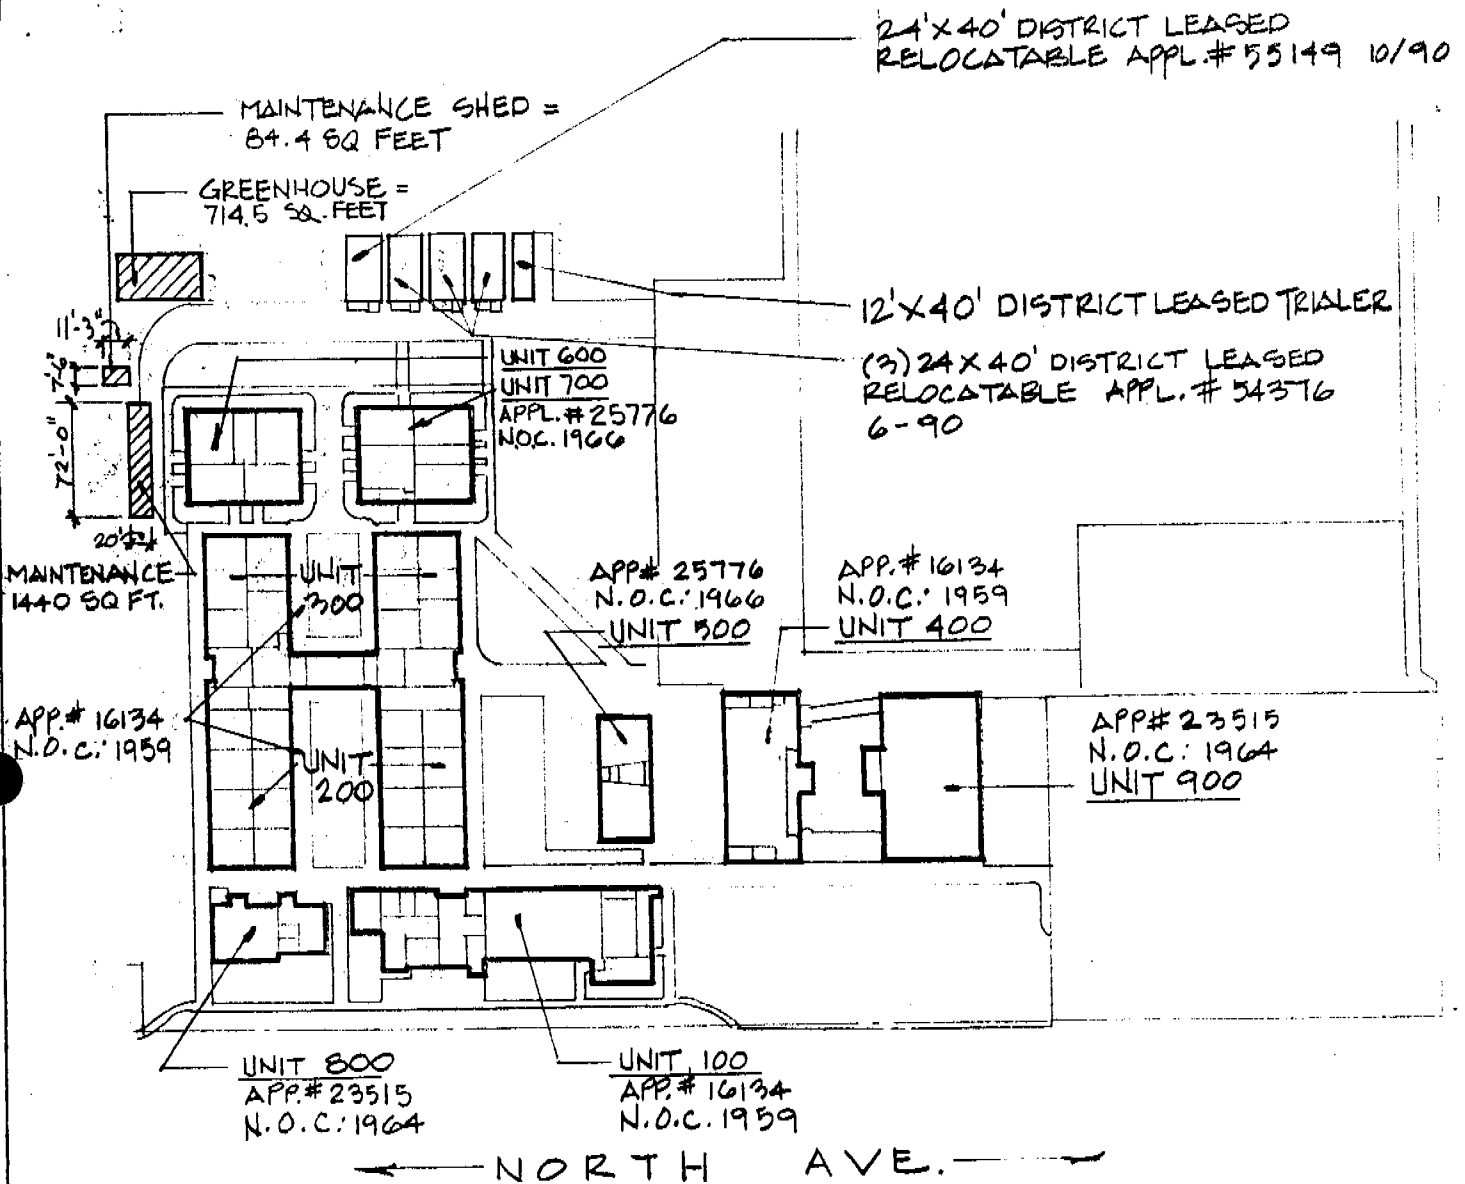 24'X40' DISTRICT LEASED
RELOCATABLE APPL.# 55149 10/90
MAINTENANCE SHED =
84.4 SQ FEET
GREENHOUSE =
714.5 SQ. FEET
12'X40' DISTRICT LEASED TRIALER
(3) 24X40' DISTRICT LEASED
RELOCATABLE APPL.# 54376
6-90
11'-3"
7'-6"
72'-0"
20'-0"
UNIT 600
UNIT 700
APPL.#25776
N.O.C. 1966
MAINTENANCE
1440 SQ FT.
UNIT
300
APP# 25776
N.O.C.: 1966
UNIT 500
APP.# 16134
N.O.C.: 1959
UNIT 400
APP.# 16134
N.O.C.: 1959
UNIT
200
APP# 23515
N.O.C.: 1964
UNIT 900
UNIT 800
APP.# 23515
N.O.C.: 1964
UNIT 100
APP.# 16134
N.O.C. 1959
NORTH AVE.